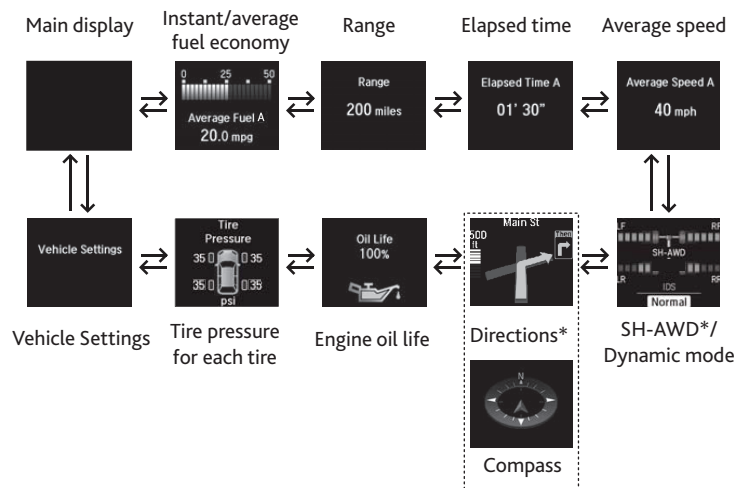 Main display
Instant/average
fuel economy
Range
Elapsed time
Average speed
0 25 50
Average Fuel A
20.0 mpg
Range
200 miles
Elapsed Time A
01' 30"
Average Speed A
40 mph
Vehicle Settings
Tire
Pressure
35 35
35 35
psi
Oil Life
100%
Main St
500
ft
Then
LF RF
SH-AWD
LR RR
IDS
Normal
Vehicle Settings
Tire pressure
for each tire
Engine oil life
Directions*
SH-AWD*/
Dynamic mode
N
Compass